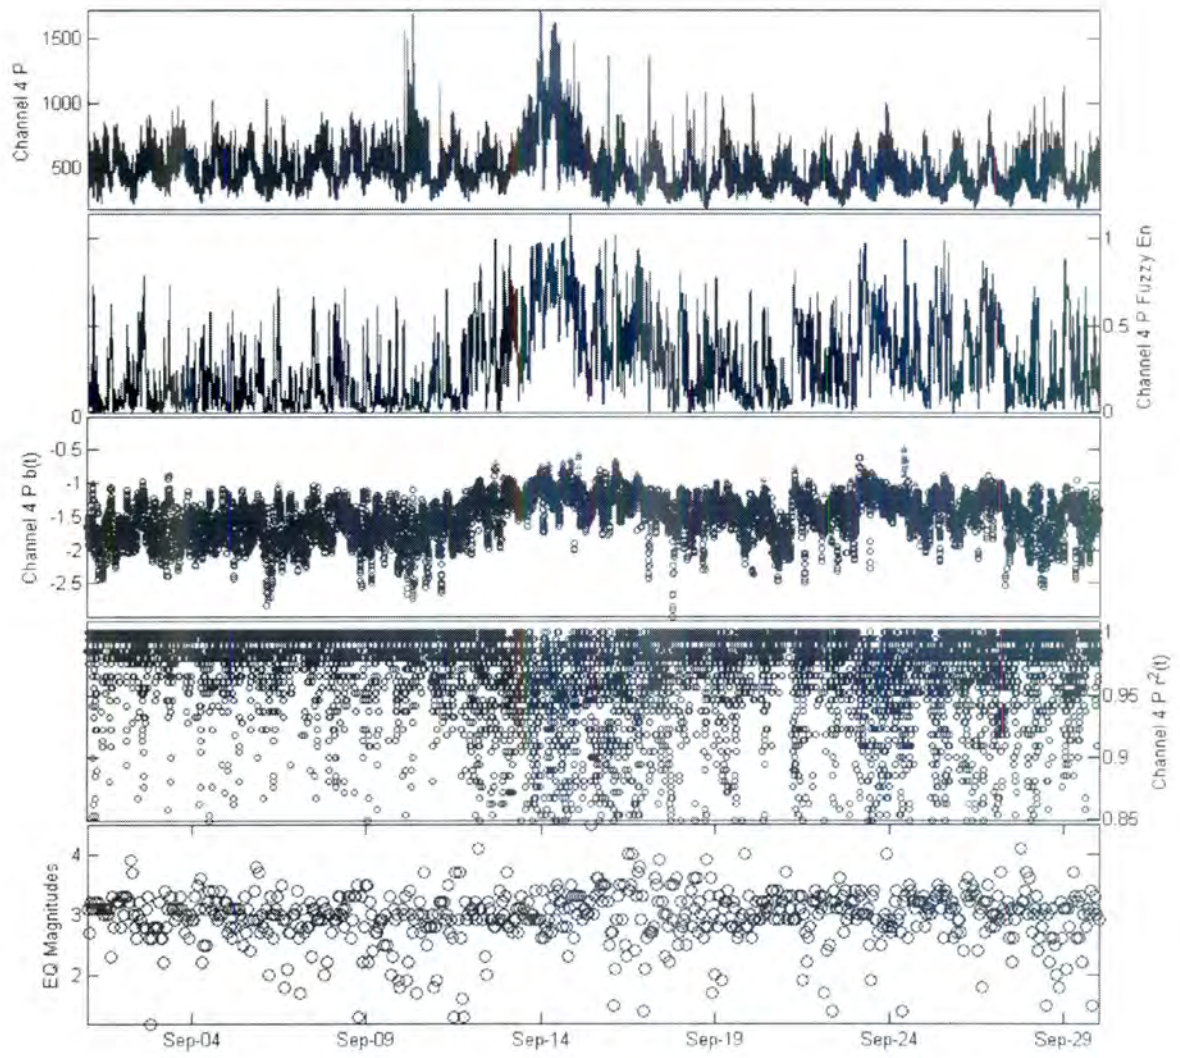 1500
1000
500
Channel 4 P
1
0.5
0
Channel 4 P Fuzzy En
0
-0.5
-1
-1.5
-2
-2.5
Channel 4 P b(t)
1
0.95
0.9
0.85
Channel 4 P r²(t)
4
3
2
EQ Magnitudes
Sep-04
Sep-09
Sep-14
Sep-19
Sep-24
Sep-29